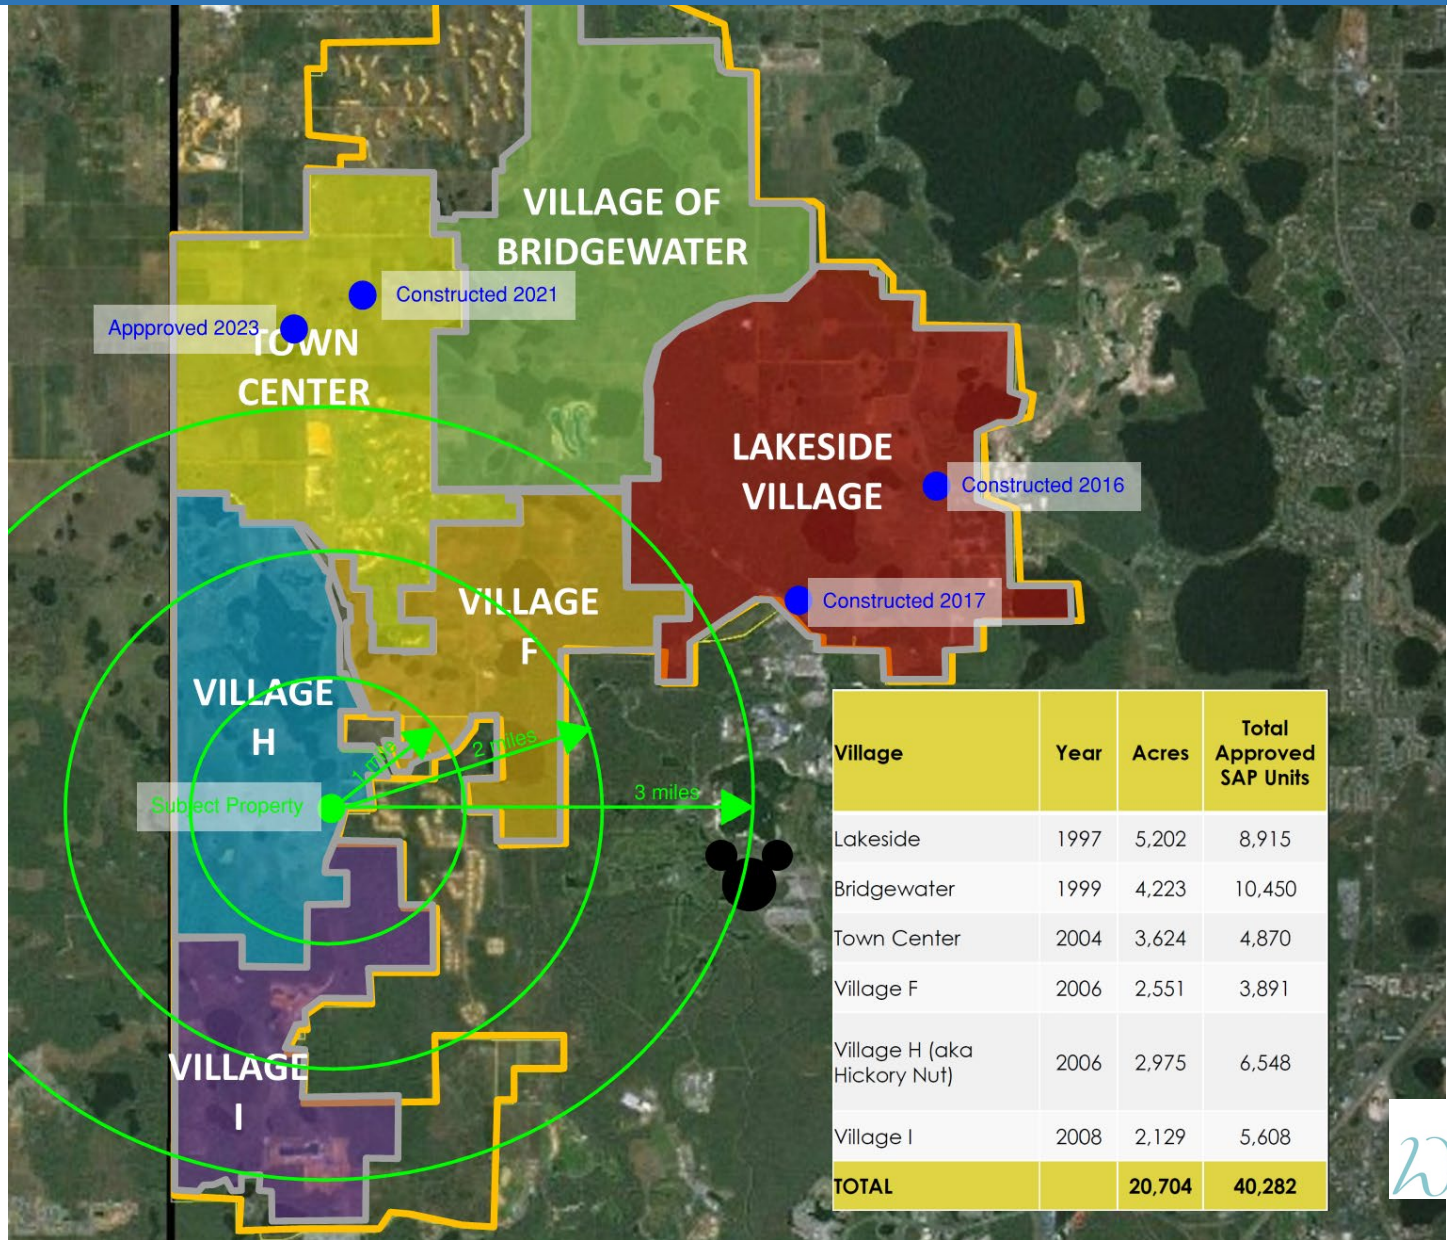 VILLAGE OF
BRIDGEWATER
Constructed 2021
Appproved 2023
TOWN
CENTER
LAKESIDE
VILLAGE
Constructed 2016
Constructed 2017
VILLAGE
F
VILLAGE
H
1 mile
2 miles
3 miles
Subject Property
VILLAGE
I
Village Year Acres Total Approved SAP Units
Lakeside 1997 5,202 8,915
Bridgewater 1999 4,223 10,450
Town Center 2004 3,624 4,870
Village F 2006 2,551 3,891
Village H (aka Hickory Nut) 2006 2,975 6,548
Village I 2008 2,129 5,608
TOTAL 20,704 40,282